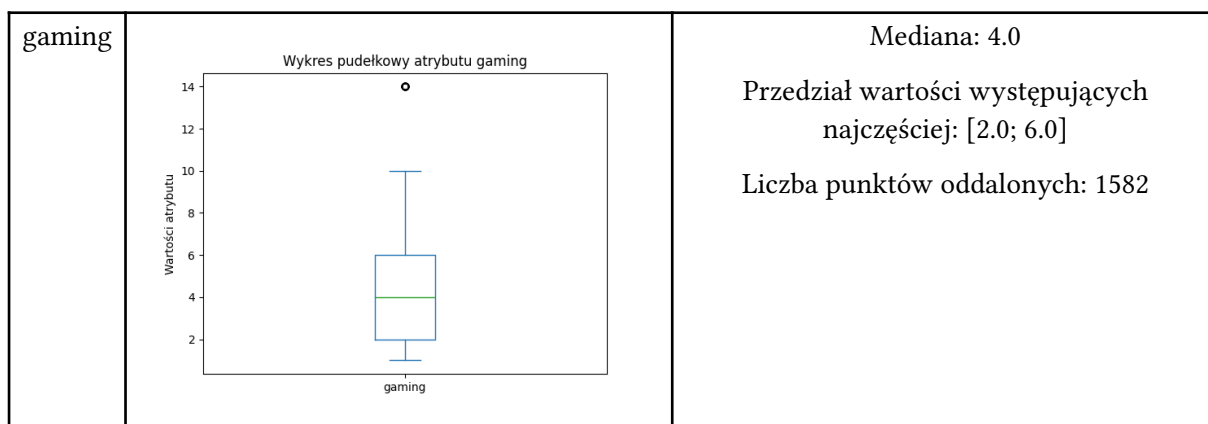 gaming
Wykres pudełkowy atrybutu gaming
14
12
10
8
6
4
2
Wartości atrybutu
gaming
Mediana: 4.0
Przedział wartości występujących
najczęściej: [2.0; 6.0]
Liczba punktów oddalonych: 1582